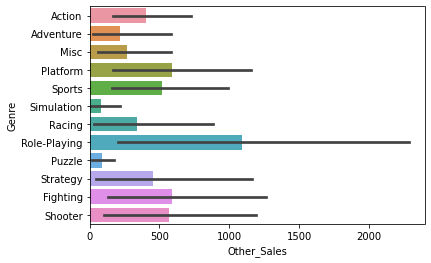 Action
Adventure
Misc
Platform
Sports
Simulation
Racing
Role-Playing
Puzzle
Strategy
Fighting
Shooter
Genre
0 500 1000 1500 2000
Other_Sales